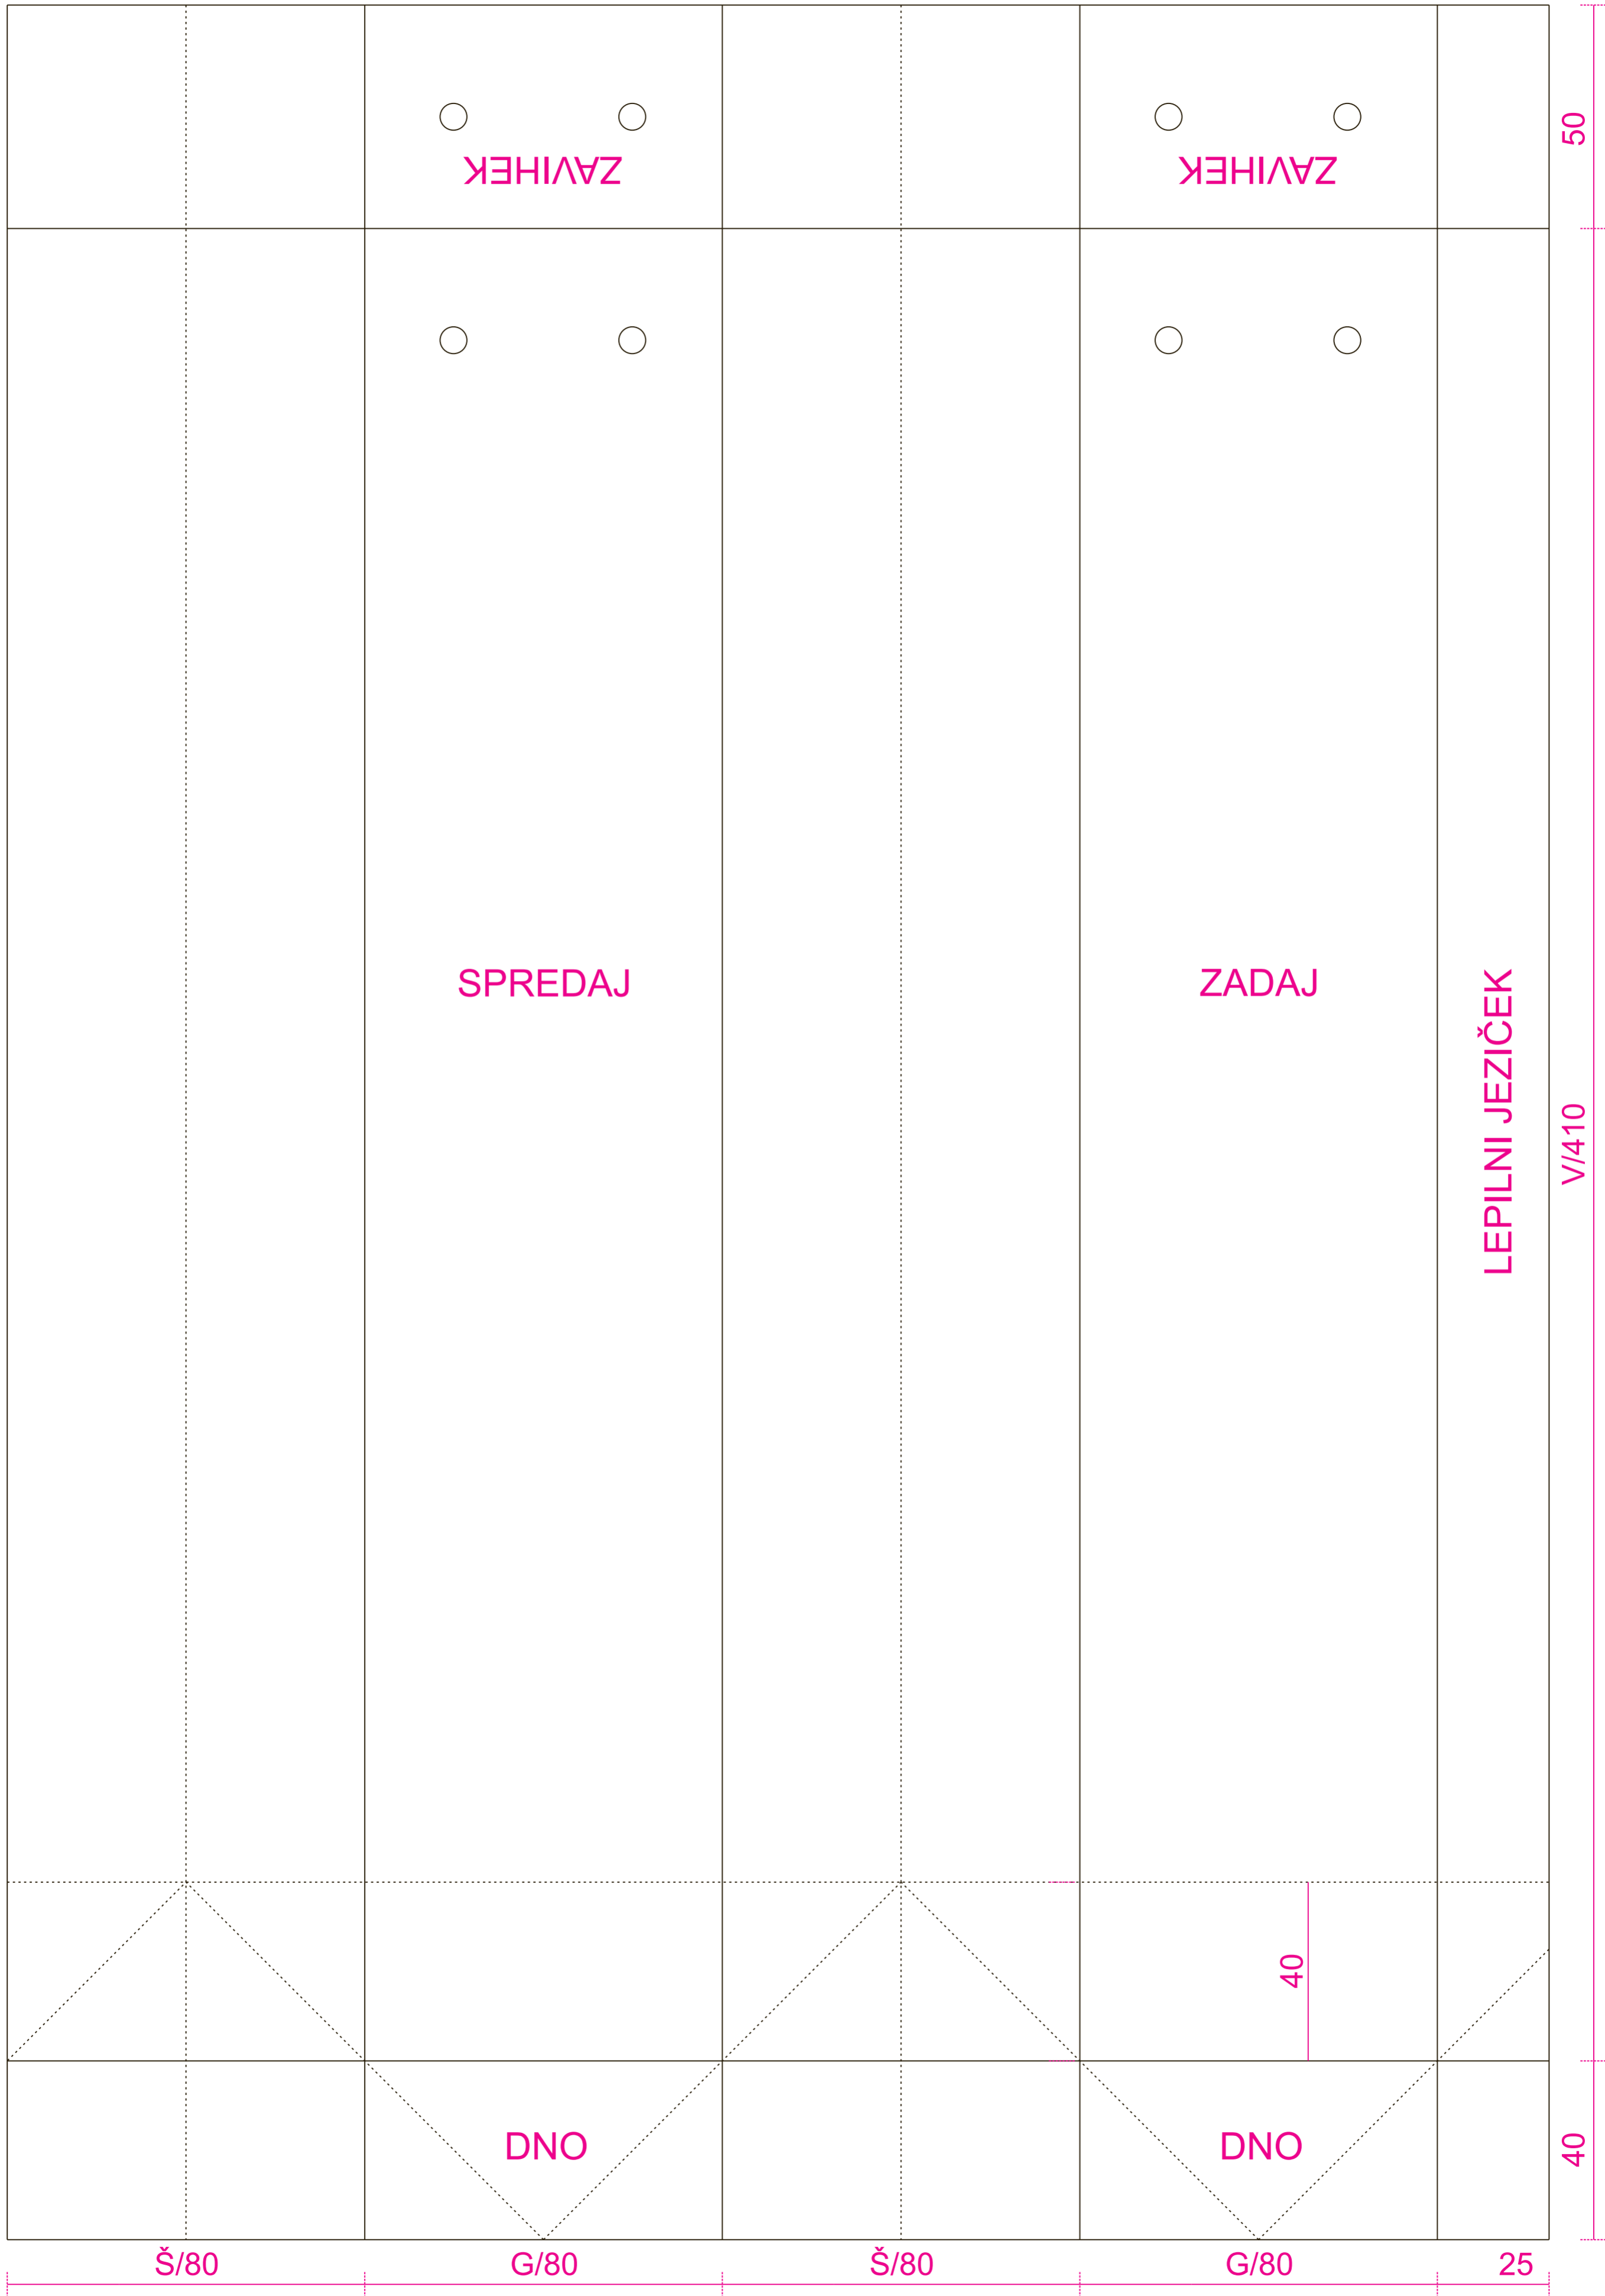 ZAVIHEK
ZAVIHEK
50
SPREDAJ
ZADAJ
LEPILNI JEZIČEK
V/410
40
DNO
DNO
40
Š/80
G/80
Š/80
G/80
25